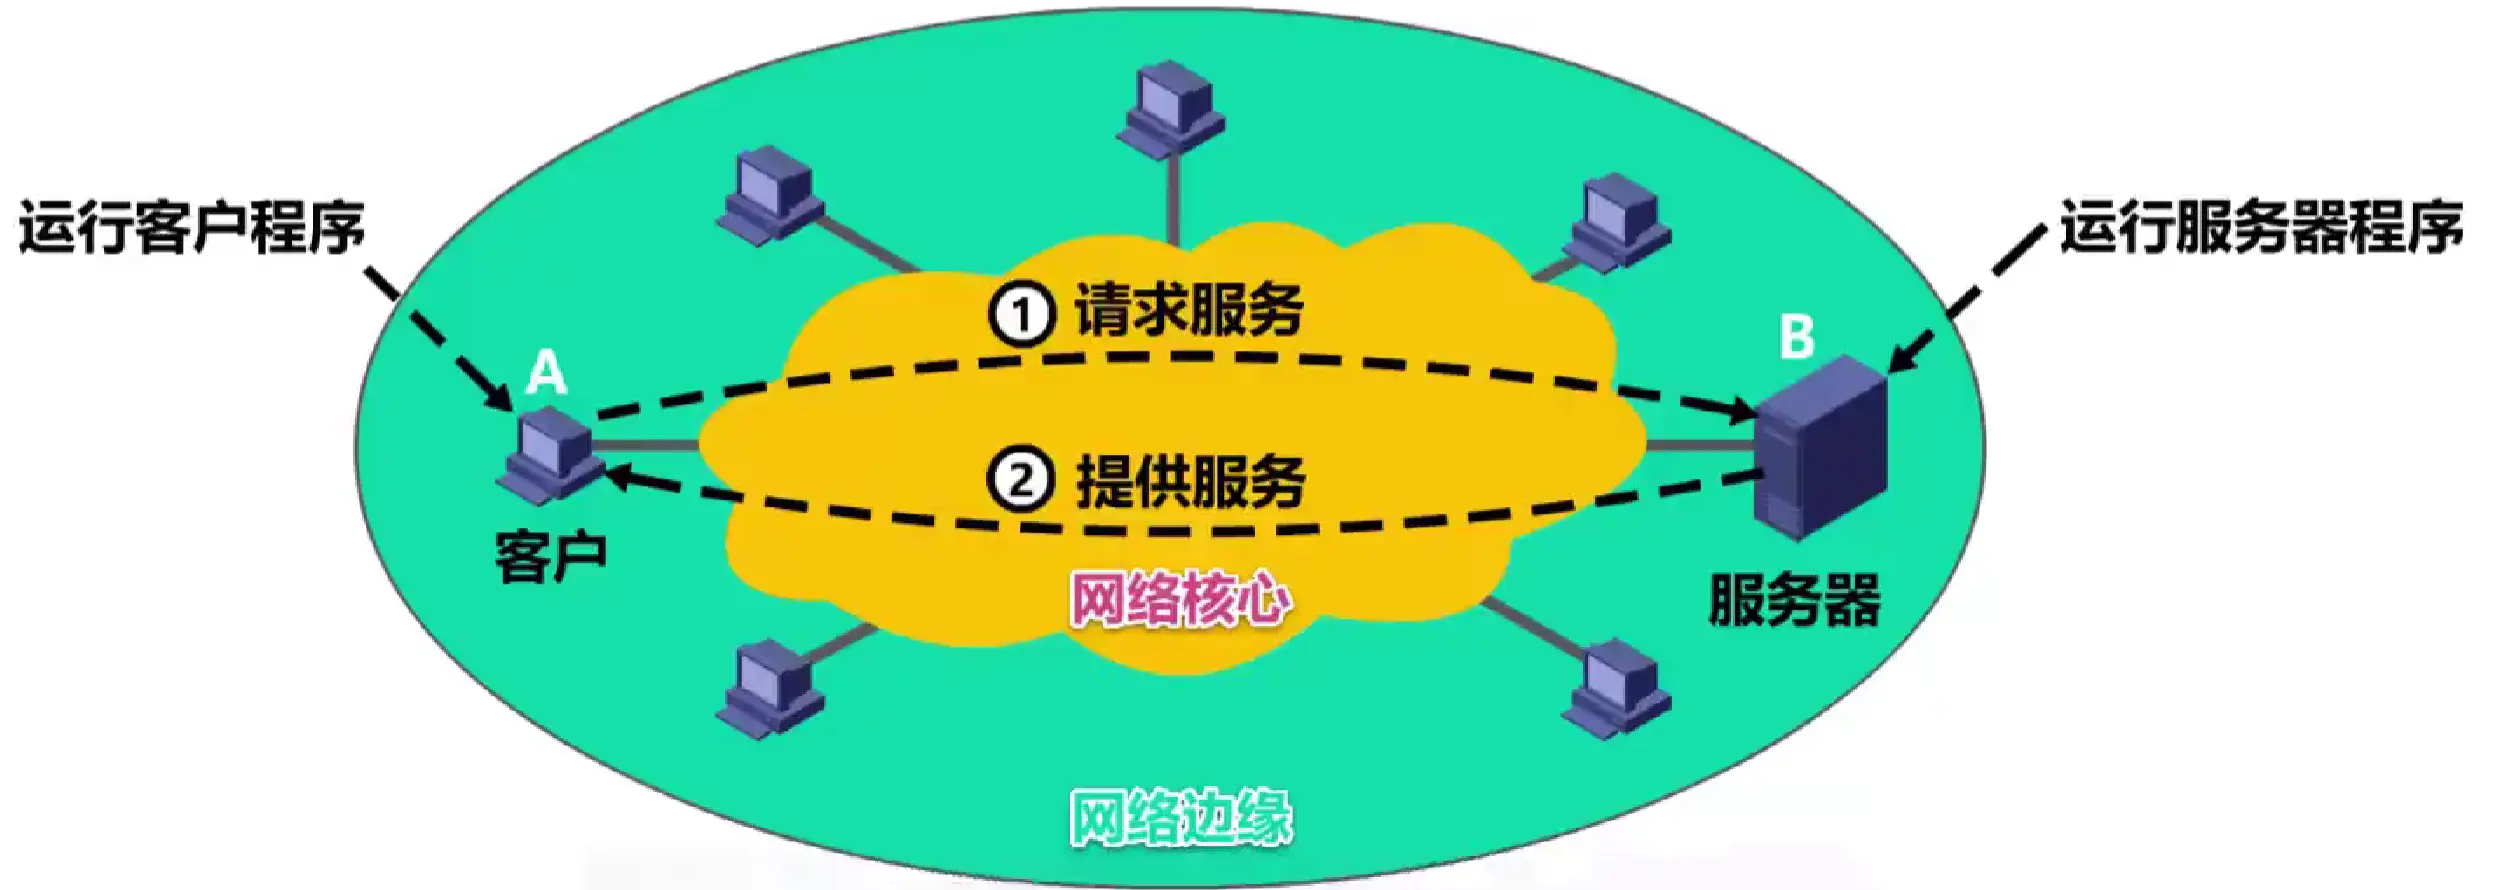 运行客户程序
运行服务器程序
① 请求服务
A
B
② 提供服务
客户
服务器
网络核心
网络边缘